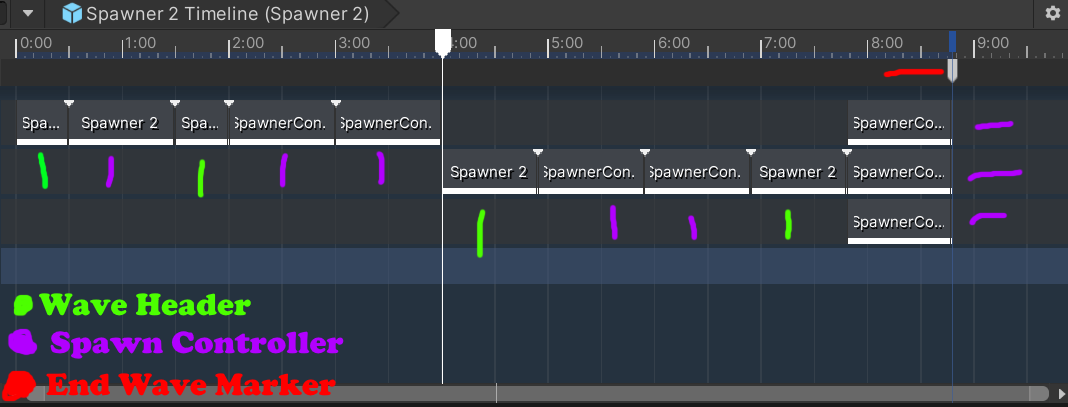 Spawner 2 Timeline (Spawner 2)
0:00 1:00 2:00 3:00 4:00 5:00 6:00 7:00 8:00 9:00
Spa... Spawner 2 Spa... SpawnerCon. SpawnerCon. SpawnerCo...
Spawner 2 SpawnerCon. SpawnerCon. Spawner 2 SpawnerCo...
SpawnerCo...
Wave Header
Spawn Controller
End Wave Marker